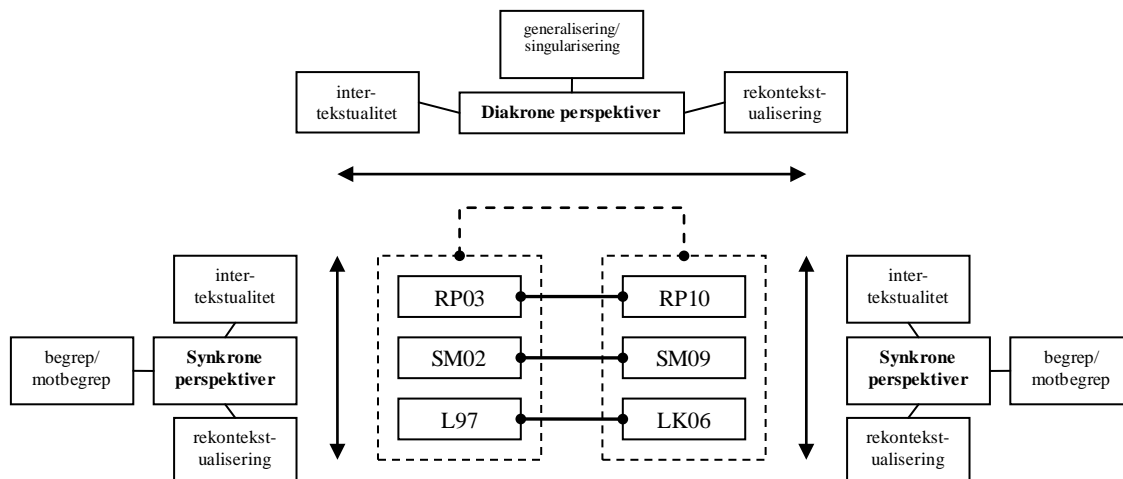 generalisering/
singularisering
inter-
tekstualitet
Diakrone perspektiver
rekontekst-
ualisering
inter-
tekstualitet
begrep/
motbegrep
Synkrone
perspektiver
rekontekst-
ualisering
RP03
RP10
SM02
SM09
L97
LK06
inter-
tekstualitet
Synkrone
perspektiver
begrep/
motbegrep
rekontekst-
ualisering